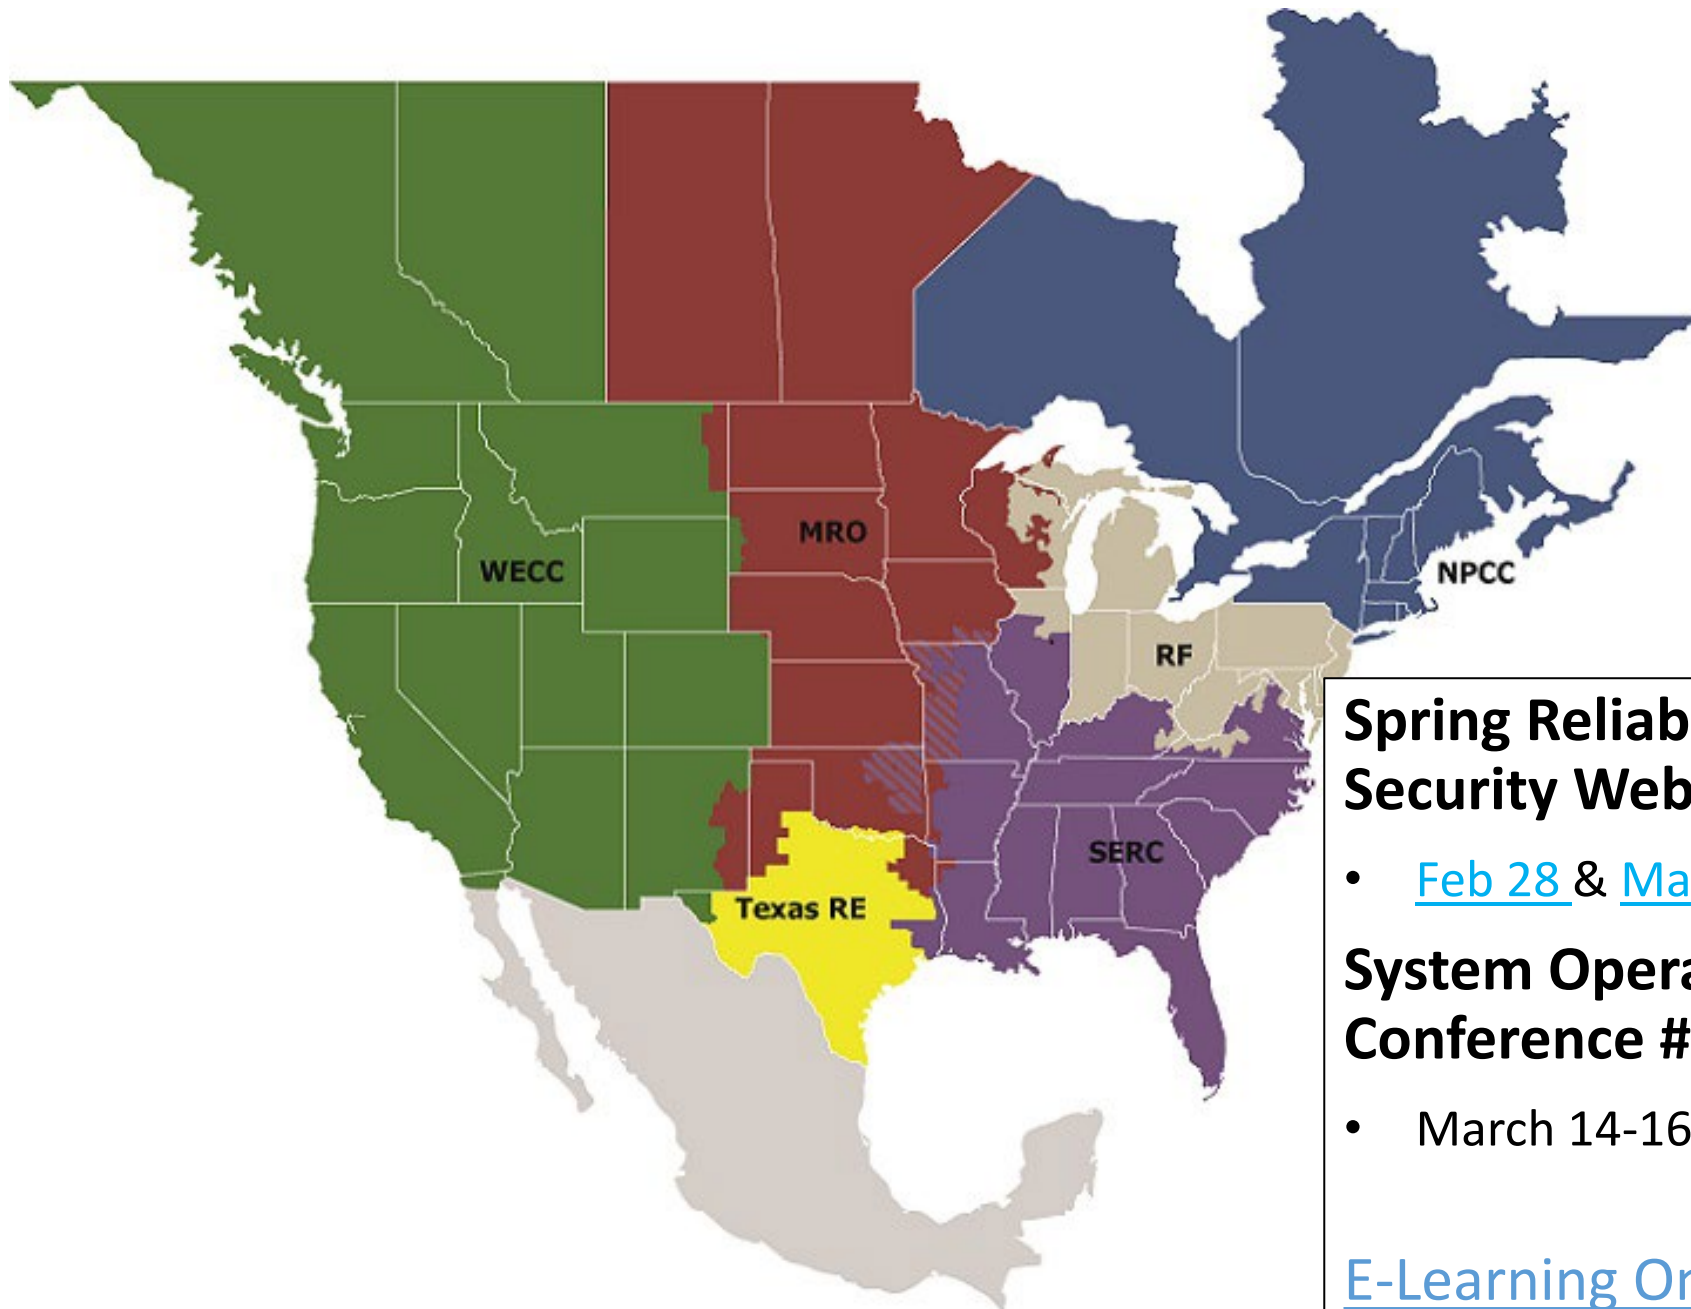 MRO
WECC
NPCC
RF
SERC
Texas RE
Spring Reliab
Security Web
• Feb 28 & Ma
System Opera
Conference #
• March 14-16
E-Learning On